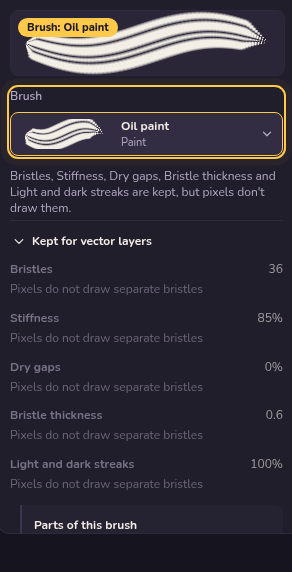 Brush: Oil paint
Brush
Oil paint
Paint
Bristles, Stiffness, Dry gaps, Bristle thickness and
Light and dark streaks are kept, but pixels don't
draw them.
Kept for vector layers
Bristles 36
Pixels do not draw separate bristles
Stiffness 85%
Pixels do not draw separate bristles
Dry gaps 0%
Pixels do not draw separate bristles
Bristle thickness 0.6
Pixels do not draw separate bristles
Light and dark streaks 100%
Pixels do not draw separate bristles
Parts of this brush